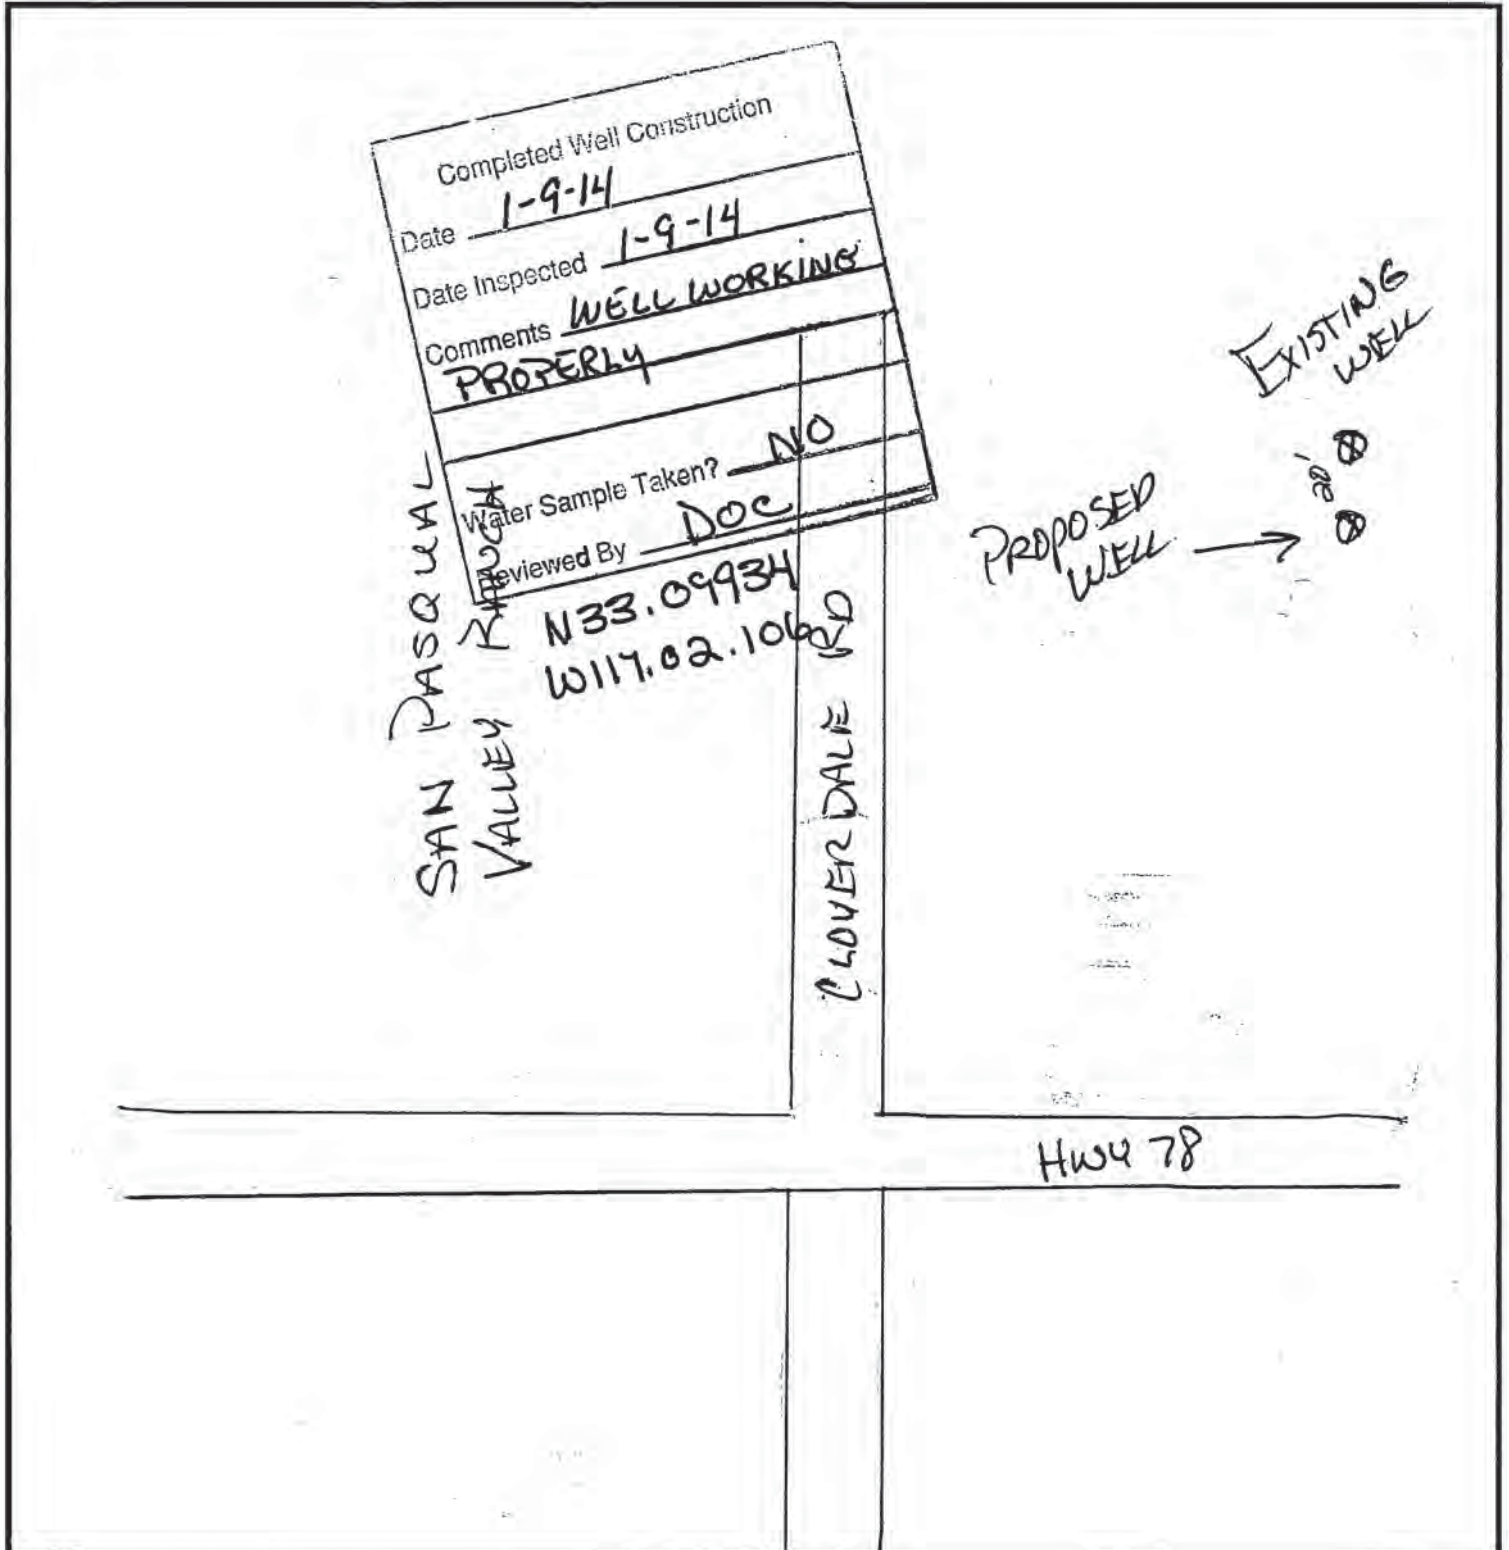 Completed Well Construction
Date 1-9-14
Date Inspected 1-9-14
Comments WELL WORKING
PROPERLY
Water Sample Taken? NO
Reviewed By DOC
N33.09934
W117.02.106
SAN PASQUAL
VALLEY RANCH
CLOVERDALE RD
EXISTING
WELL
20'
PROPOSED
WELL
HWY 78